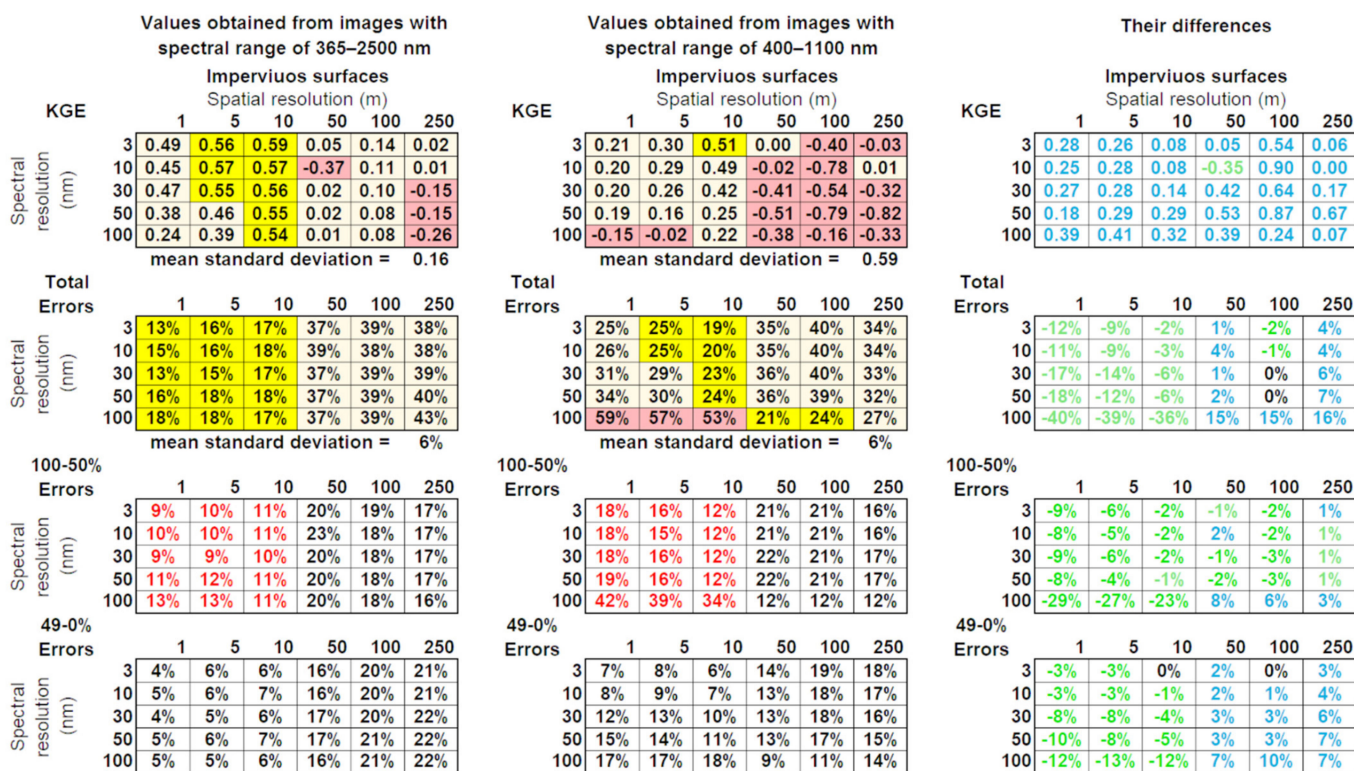 Values obtained from images with spectral range of 365–2500 nm
Values obtained from images with spectral range of 400–1100 nm
Their differences
Imperviuos surfaces Imperviuos surfaces Imperviuos surfaces
Spatial resolution (m) Spatial resolution (m) Spatial resolution (m)
KGE 1 5 10 50 100 250 KGE 1 5 10 50 100 250 KGE 1 5 10 50 100 250
Spectral resolution (nm)
3 0.49 0.56 0.59 0.05 0.14 0.02 3 0.21 0.30 0.51 0.00 -0.40 -0.03 3 0.28 0.26 0.08 0.05 0.54 0.06
10 0.45 0.57 0.57 -0.37 0.11 0.01 10 0.20 0.29 0.49 -0.02 -0.78 0.01 10 0.25 0.28 0.08 -0.35 0.90 0.00
30 0.47 0.55 0.56 0.02 0.10 -0.15 30 0.20 0.26 0.42 -0.41 -0.54 -0.32 30 0.27 0.28 0.14 0.42 0.64 0.17
50 0.38 0.46 0.55 0.02 0.08 -0.15 50 0.19 0.16 0.25 -0.51 -0.79 -0.82 50 0.18 0.29 0.29 0.53 0.87 0.67
100 0.24 0.39 0.54 0.01 0.08 -0.26 100 -0.15 -0.02 0.22 -0.38 -0.16 -0.33 100 0.39 0.41 0.32 0.39 0.24 0.07
mean standard deviation = 0.16 mean standard deviation = 0.59
Total Total Total
Errors 1 5 10 50 100 250 Errors 1 5 10 50 100 250 Errors 1 5 10 50 100 250
Spectral resolution (nm)
3 13% 16% 17% 37% 39% 38% 3 25% 25% 19% 35% 40% 34% 3 -12% -9% -2% 1% -2% 4%
10 15% 16% 18% 39% 38% 38% 10 26% 25% 20% 35% 40% 34% 10 -11% -9% -3% 4% -1% 4%
30 13% 15% 17% 37% 39% 39% 30 31% 29% 23% 36% 40% 33% 30 -17% -14% -6% 1% 0% 6%
50 16% 18% 18% 37% 39% 40% 50 34% 30% 24% 36% 39% 32% 50 -18% -12% -6% 2% 0% 7%
100 18% 18% 17% 37% 39% 43% 100 59% 57% 53% 21% 24% 27% 100 -40% -39% -36% 15% 15% 16%
mean standard deviation = 6% mean standard deviation = 6%
100-50% 100-50% 100-50%
Errors 1 5 10 50 100 250 Errors 1 5 10 50 100 250 Errors 1 5 10 50 100 250
Spectral resolution (nm)
3 9% 10% 11% 20% 19% 17% 3 18% 16% 12% 21% 21% 16% 3 -9% -6% -2% -1% -2% 1%
10 10% 10% 11% 23% 18% 17% 10 18% 15% 12% 21% 21% 16% 10 -8% -5% -2% 2% -2% 1%
30 9% 9% 10% 20% 18% 17% 30 18% 16% 12% 22% 21% 17% 30 -9% -6% -2% -1% -3% 1%
50 11% 12% 11% 20% 18% 17% 50 19% 16% 12% 22% 21% 17% 50 -8% -4% -1% -2% -3% 1%
100 13% 13% 11% 20% 18% 16% 100 42% 39% 34% 12% 12% 12% 100 -29% -27% -23% 8% 6% 3%
49-0% 49-0% 49-0%
Errors 1 5 10 50 100 250 Errors 1 5 10 50 100 250 Errors 1 5 10 50 100 250
Spectral resolution (nm)
3 4% 6% 6% 16% 20% 21% 3 7% 8% 6% 14% 19% 18% 3 -3% -3% 0% 2% 0% 3%
10 5% 6% 7% 16% 20% 21% 10 8% 9% 7% 13% 18% 17% 10 -3% -3% -1% 2% 1% 4%
30 4% 5% 6% 17% 20% 22% 30 12% 13% 10% 13% 18% 16% 30 -8% -8% -4% 3% 3% 6%
50 5% 6% 7% 17% 21% 22% 50 15% 14% 11% 13% 17% 15% 50 -10% -8% -5% 3% 3% 7%
100 5% 5% 6% 16% 21% 22% 100 17% 17% 18% 9% 11% 14% 100 -12% -13% -12% 7% 10% 7%